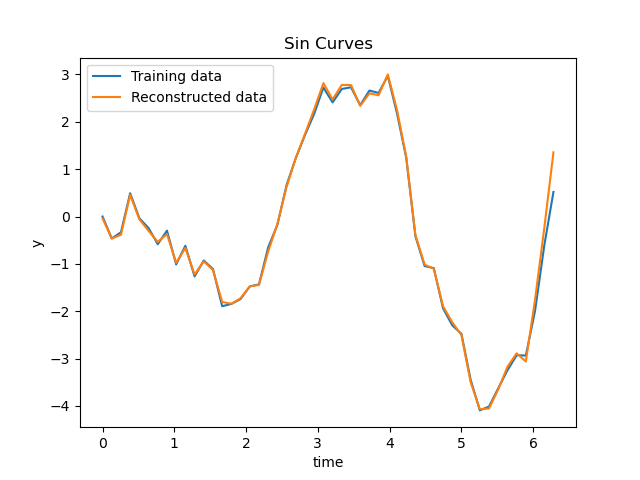 Sin Curves
Training data
Reconstructed data
y
3
2
1
0
−1
−2
−3
−4
0 1 2 3 4 5 6
time